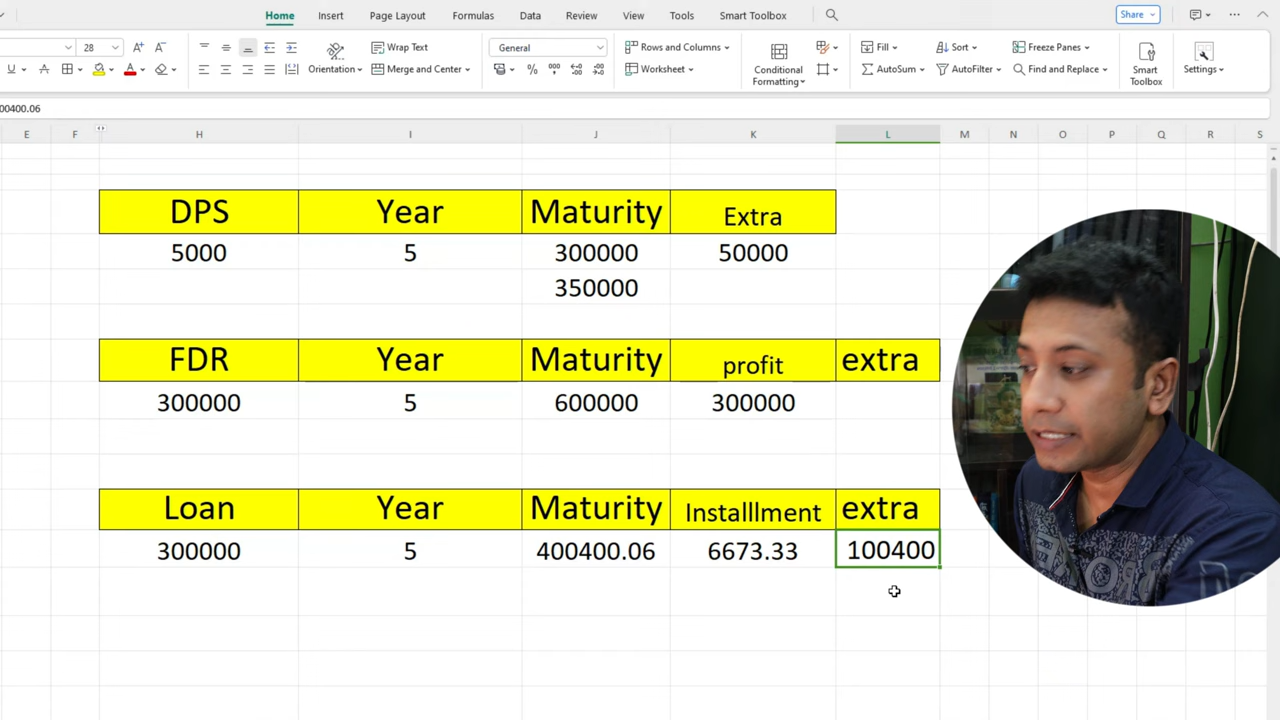 Home Insert Page Layout Formulas Data Review View Tools Smart Toolbox Share
28 Wrap Text General Rows and Columns Fill Sort Freeze Panes
Orientation Merge and Center Worksheet Conditional Formatting AutoSum AutoFilter Find and Replace Smart Toolbox Settings
00400.06
E F H I J K L M N O P Q R S
DPS Year Maturity Extra
5000 5 300000 50000
350000
FDR Year Maturity profit extra
300000 5 600000 300000
Loan Year Maturity Installlment extra
300000 5 400400.06 6673.33 100400